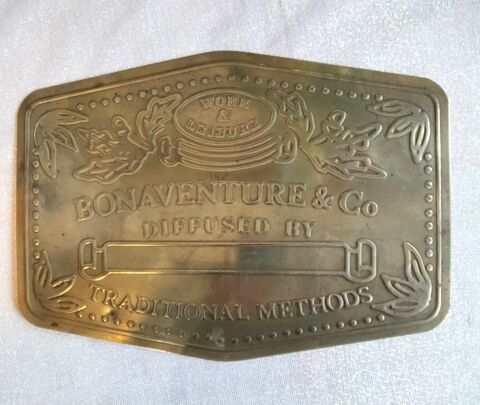 WORK
&
LEISURE
BONAVENTURE & Co
DIFFUSED BY
TRADITIONAL METHODS